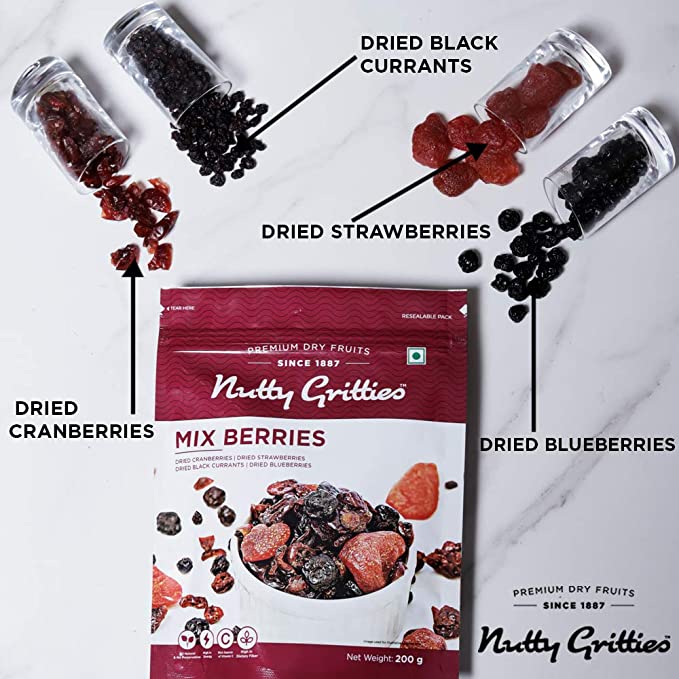 DRIED BLACK
CURRANTS
DRIED STRAWBERRIES
DRIED
CRANBERRIES
DRIED BLUEBERRIES
TEAR HERE
RESEALABLE PACK
PREMIUM DRY FRUITS
SINCE 1887
Nutty Gritties™
MIX BERRIES
DRIED CRANBERRIES | DRIED STRAWBERRIES
DRIED BLACK CURRANTS | DRIED BLUEBERRIES
C
Net Weight: 200 g
PREMIUM DRY FRUITS
SINCE 1887
Nutty Gritties™